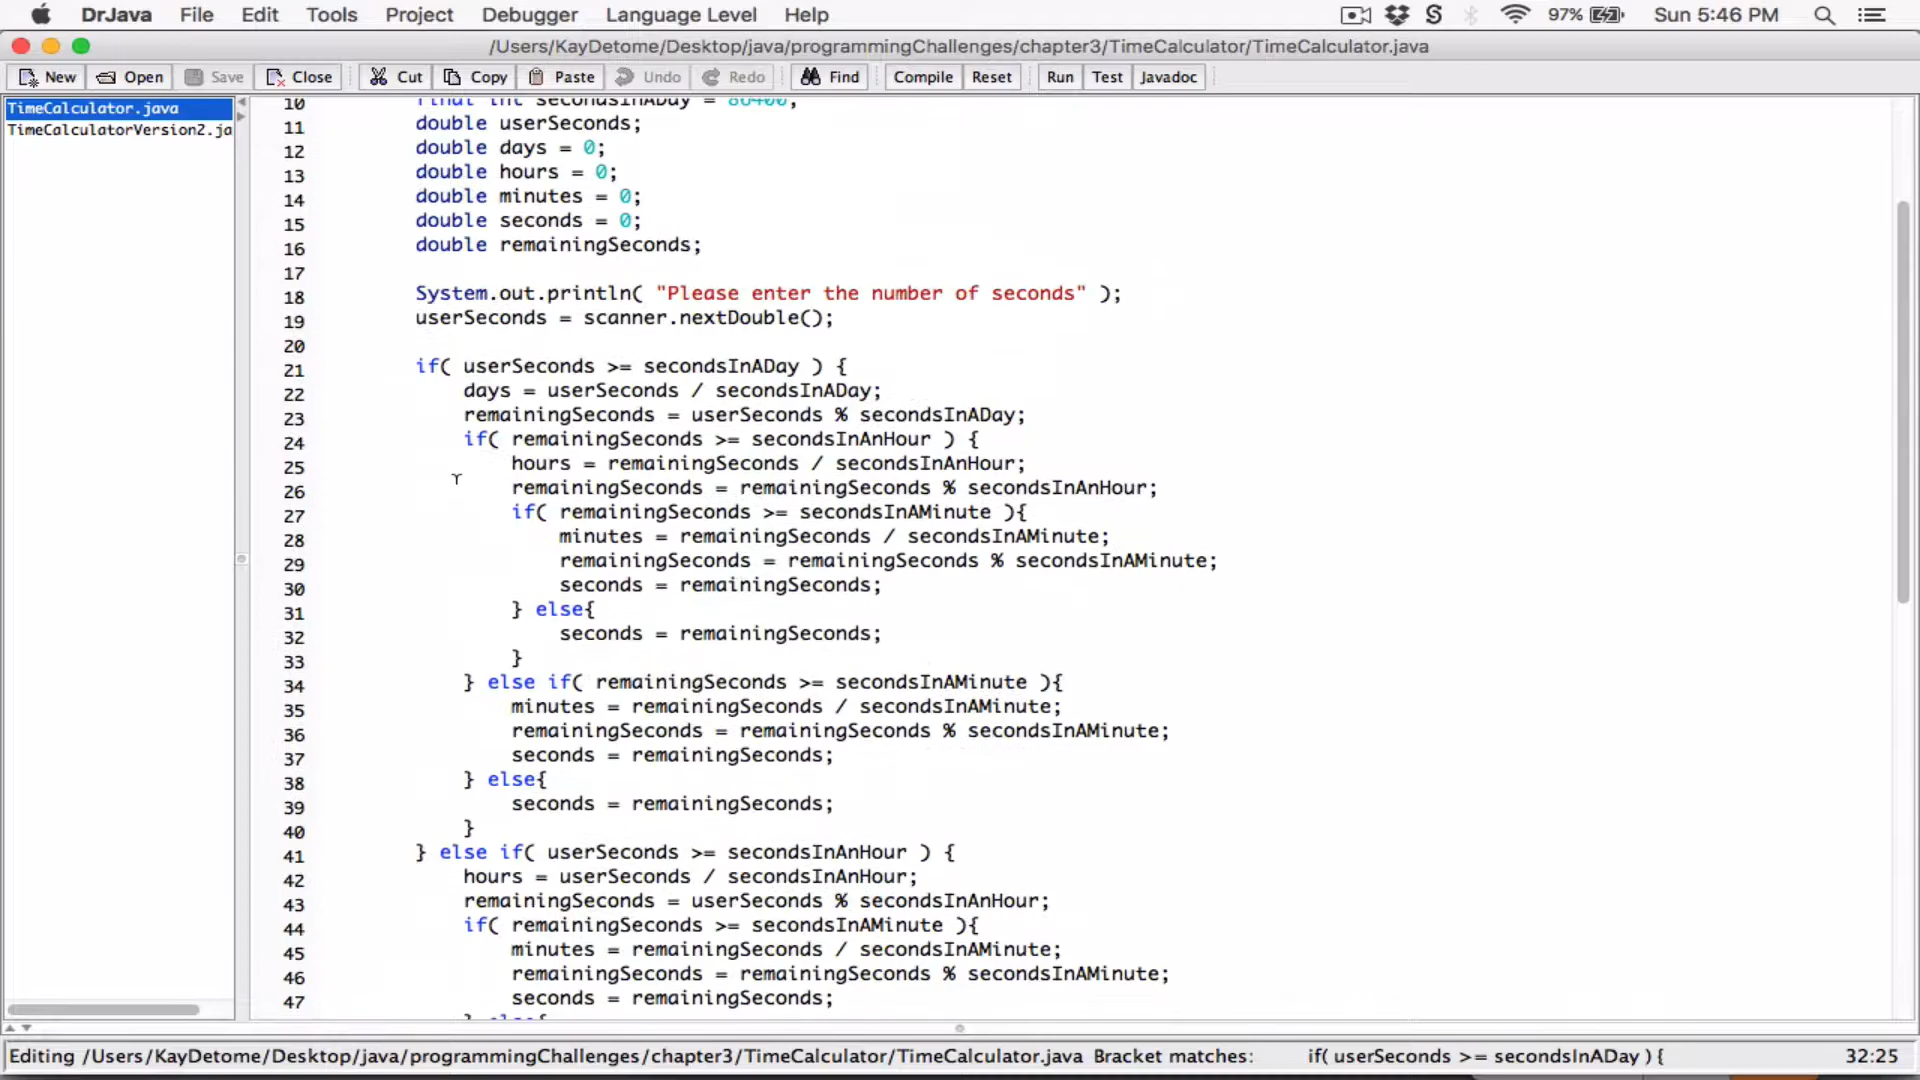 DrJava File Edit Tools Project Debugger Language Level Help S 97% Sun 5:46 PM
/Users/KayDetome/Desktop/java/programmingChallenges/chapter3/TimeCalculator/TimeCalculator.java
New Open Save Close Cut Copy Paste Undo Redo Find Compile Reset Run Test Javadoc
TimeCalculator.java
TimeCalculatorVersion2.ja
10 final int secondsInADay = 86400;
11 double userSeconds;
12 double days = 0;
13 double hours = 0;
14 double minutes = 0;
15 double seconds = 0;
16 double remainingSeconds;
17
18 System.out.println( "Please enter the number of seconds" );
19 userSeconds = scanner.nextDouble();
20
21 if( userSeconds >= secondsInADay ) {
22 days = userSeconds / secondsInADay;
23 remainingSeconds = userSeconds % secondsInADay;
24 if( remainingSeconds >= secondsInAnHour ) {
25 hours = remainingSeconds / secondsInAnHour;
26 remainingSeconds = remainingSeconds % secondsInAnHour;
27 if( remainingSeconds >= secondsInAMinute ){
28 minutes = remainingSeconds / secondsInAMinute;
29 remainingSeconds = remainingSeconds % secondsInAMinute;
30 seconds = remainingSeconds;
31 } else{
32 seconds = remainingSeconds;
33 }
34 } else if( remainingSeconds >= secondsInAMinute ){
35 minutes = remainingSeconds / secondsInAMinute;
36 remainingSeconds = remainingSeconds % secondsInAMinute;
37 seconds = remainingSeconds;
38 } else{
39 seconds = remainingSeconds;
40 }
41 } else if( userSeconds >= secondsInAnHour ) {
42 hours = userSeconds / secondsInAnHour;
43 remainingSeconds = userSeconds % secondsInAnHour;
44 if( remainingSeconds >= secondsInAMinute ){
45 minutes = remainingSeconds / secondsInAMinute;
46 remainingSeconds = remainingSeconds % secondsInAMinute;
47 seconds = remainingSeconds;
} else{
Editing /Users/KayDetome/Desktop/java/programmingChallenges/chapter3/TimeCalculator/TimeCalculator.java Bracket matches: if( userSeconds >= secondsInADay ) { 32:25